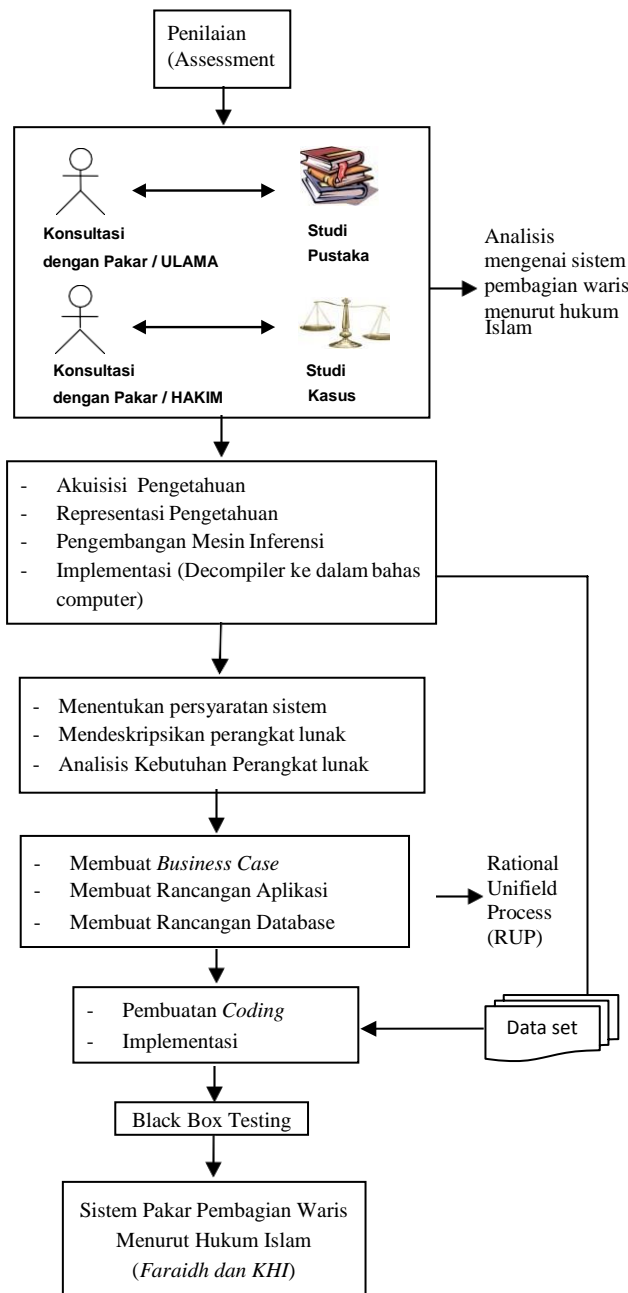 Penilaian
(Assessment
Konsultasi
dengan Pakar / ULAMA
Studi
Pustaka
Konsultasi
dengan Pakar / HAKIM
Studi
Kasus
Analisis
mengenai sistem
pembagian waris
menurut hukum
Islam
- Akuisisi Pengetahuan
- Representasi Pengetahuan
- Pengembangan Mesin Inferensi
- Implementasi (Decompiler ke dalam bahas
computer)
- Menentukan persyaratan sistem
- Mendeskripsikan perangkat lunak
- Analisis Kebutuhan Perangkat lunak
- Membuat Business Case
- Membuat Rancangan Aplikasi
- Membuat Rancangan Database
Rational
Unifield
Process
(RUP)
- Pembuatan Coding
- Implementasi
Data set
Black Box Testing
Sistem Pakar Pembagian Waris
Menurut Hukum Islam
(Faraidh dan KHI)